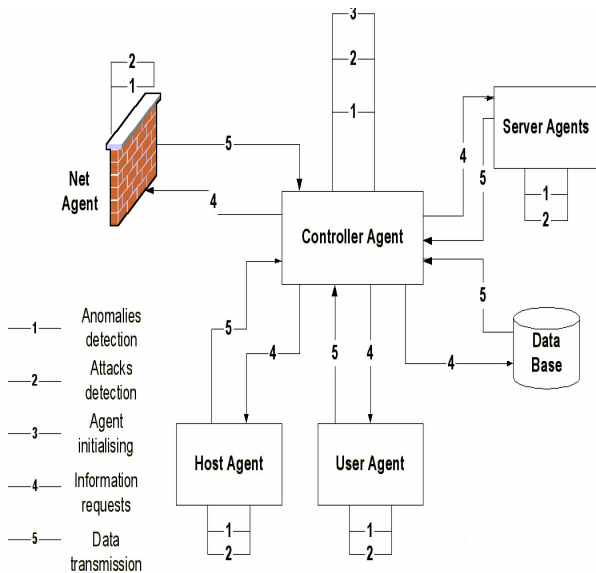 3
2
1
2
1
Net
Agent
5
4
Controller Agent
4
5
Server Agents
1
2
5
4
Data
Base
5
4
5
4
Host Agent
1
2
User Agent
1
2
1 Anomalies
detection
2 Attacks
detection
3 Agent
initialising
4 Information
requests
5 Data
transmission